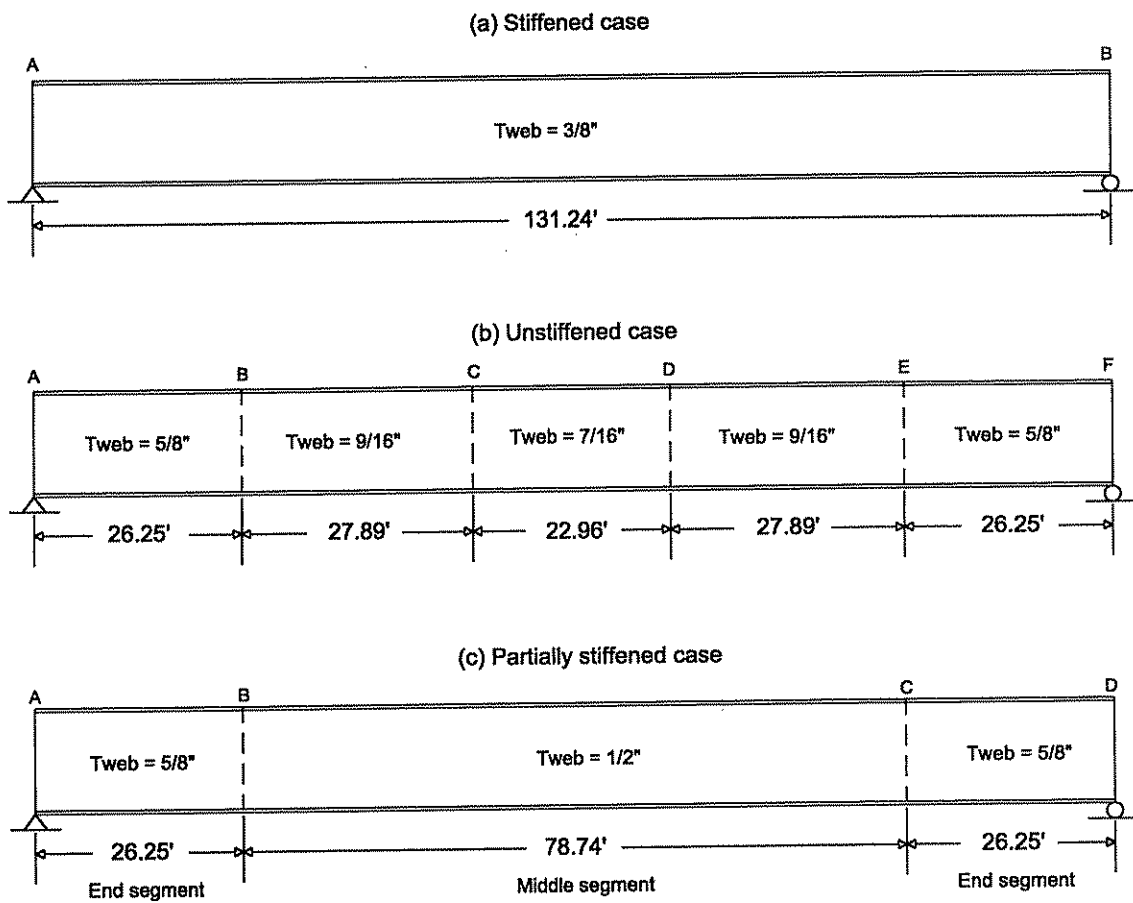 (a) Stiffened case
A B
Tweb = 3/8"
131.24'
(b) Unstiffened case
A B C D E F
Tweb = 5/8" Tweb = 9/16" Tweb = 7/16" Tweb = 9/16" Tweb = 5/8"
26.25' 27.89' 22.96' 27.89' 26.25'
(c) Partially stiffened case
A B C D
Tweb = 5/8" Tweb = 1/2" Tweb = 5/8"
26.25' 78.74' 26.25'
End segment Middle segment End segment